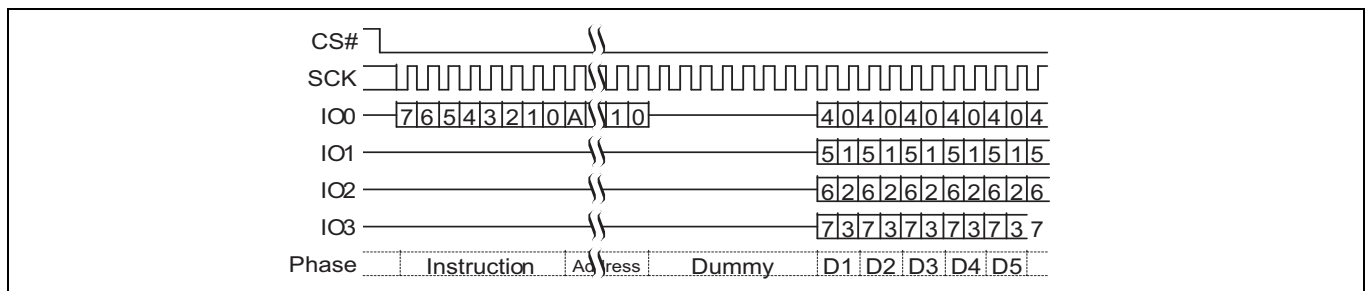 CS#
SCK
IO0 7 6 5 4 3 2 1 0 A 1 0 4 0 4 0 4 0 4 0 4 0 4
IO1 5 1 5 1 5 1 5 1 5 1 5
IO2 6 2 6 2 6 2 6 2 6 2 6
IO3 7 3 7 3 7 3 7 3 7 3 7
Phase Instruction Address Dummy D1 D2 D3 D4 D5